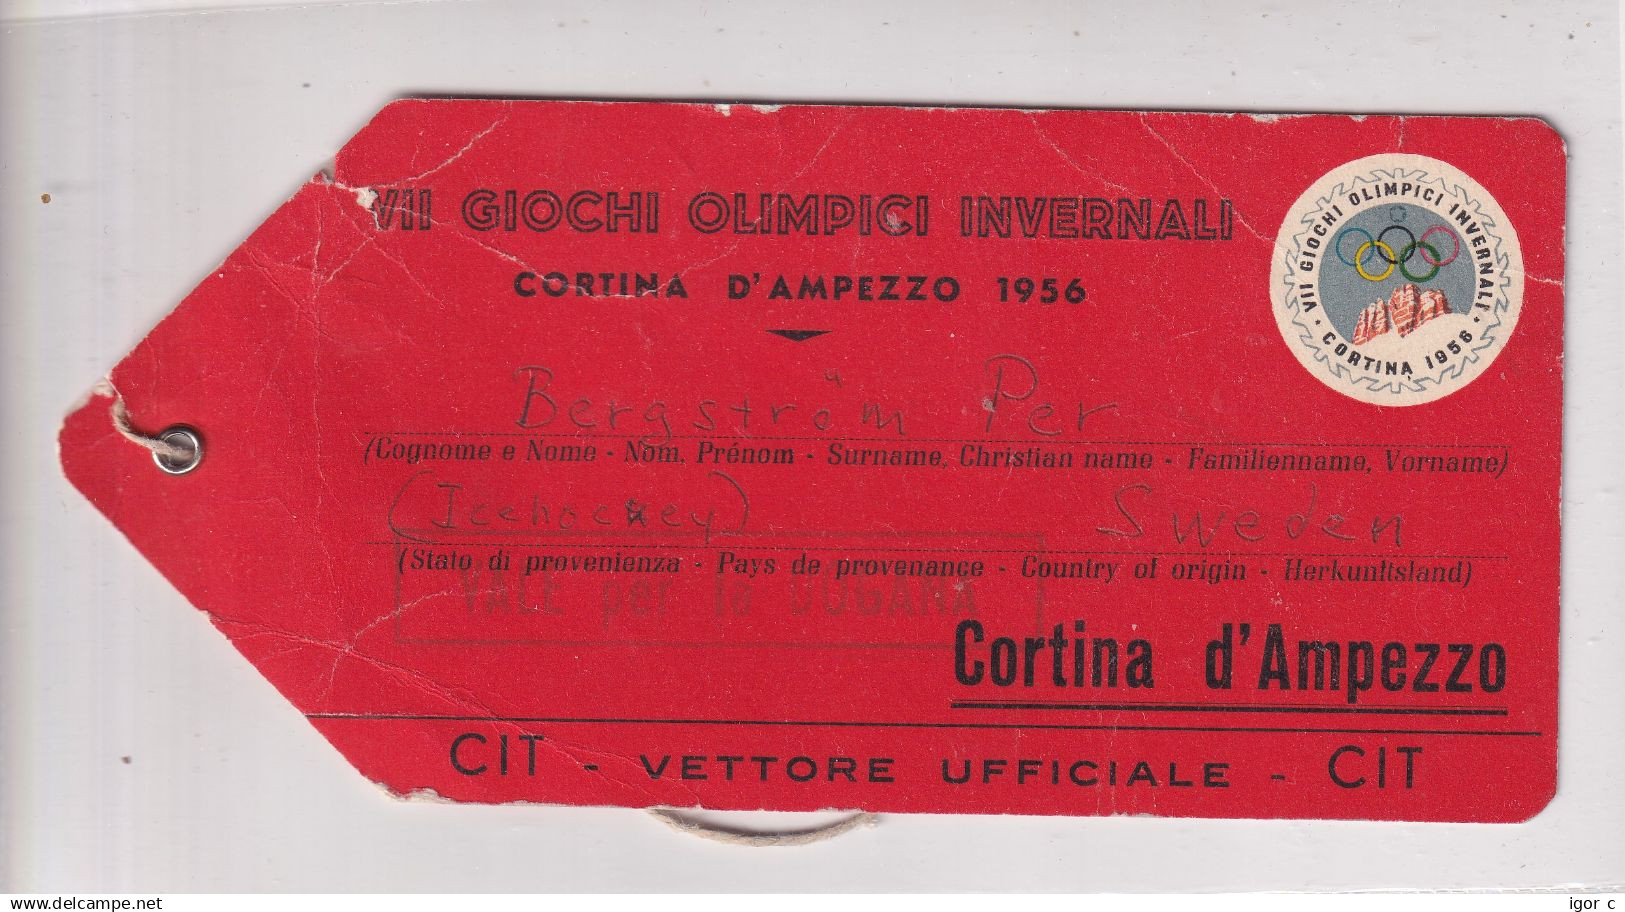 VII GIOCHI OLIMPICI INVERNALI
CORTINA D'AMPEZZO 1956
VII GIOCHI OLIMPICI INVERNALI · CORTINA 1956 ·
Bergström Per
(Cognome e Nome - Nom, Prénom - Surname, Christian name - Familienname, Vorname)
(Icehockey) Sweden
(Stato di provenienza - Pays de provenance - Country of origin - Herkunftsland)
VALE per la DOGANA
Cortina d'Ampezzo
CIT - VETTORE UFFICIALE - CIT
delcampe.net
igor c